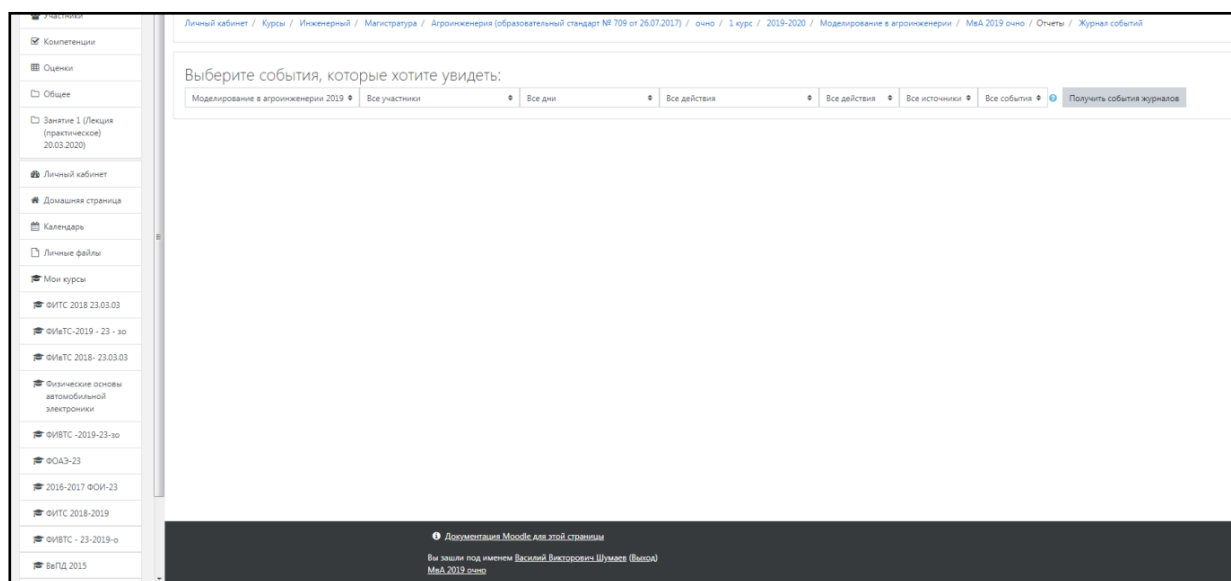 Участники
Компетенции
Оценки
Общее
Занятие 1 (Лекция
(практическое)
20.03.2020)
Личный кабинет
Домашняя страница
Календарь
Личные файлы
Мои курсы
ФИТС 2018 23.03.03
ФИвТС-2019 - 23 - зо
ФИвТС 2018- 23.03.03
Физические основы
автомобильной
электроники
ФИВТС -2019-23-зо
ФОАЭ-23
2016-2017 ФОИ-23
ФИТС 2018-2019
ФИВТС - 23-2019-о
ВвПД 2015
Личный кабинет / Курсы / Инженерный / Магистратура / Агроинженерия (образовательный стандарт № 709 от 26.07.2017) / очно / 1 курс / 2019-2020 / Моделирование в агроинженерии / МвА 2019 очно / Отчеты / Журнал событий
Выберите события, которые хотите увидеть:
Моделирование в агроинженерии 2019 Все участники Все дни Все действия Все действия Все источники Все события Получить события журналов
Документация Moodle для этой страницы
Вы зашли под именем Василий Викторович Шумаев (Выход)
МвА 2019 очно